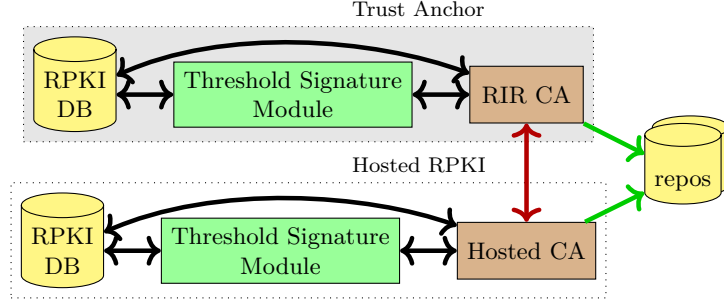 Trust Anchor
RPKI
DB
Threshold Signature
Module
RIR CA
Hosted RPKI
repos
RPKI
DB
Threshold Signature
Module
Hosted CA